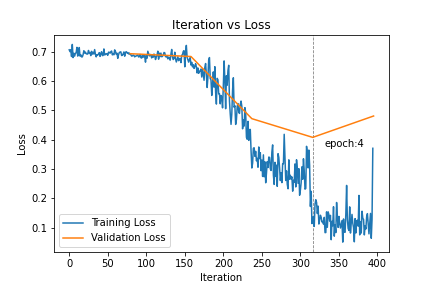 Iteration vs Loss
0.7
0.6
0.5
0.4
0.3
0.2
0.1
Loss
epoch:4
Training Loss
Validation Loss
0 50 100 150 200 250 300 350 400
Iteration